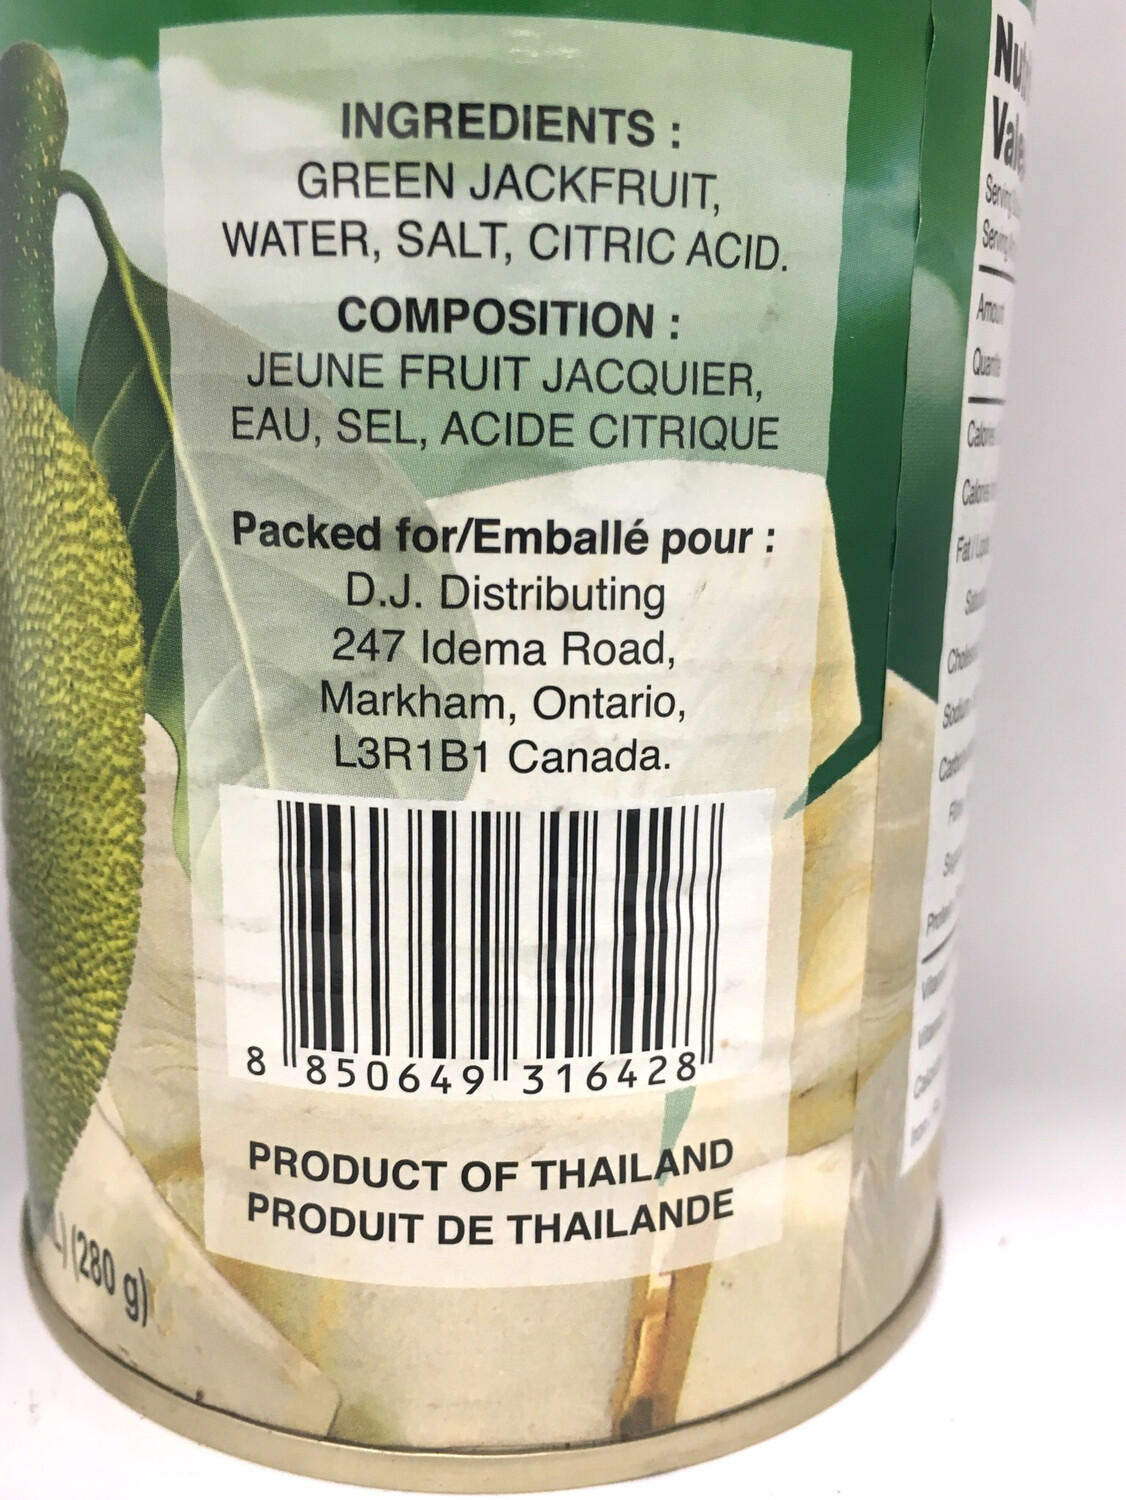 INGREDIENTS :
GREEN JACKFRUIT,
WATER, SALT, CITRIC ACID.
COMPOSITION :
JEUNE FRUIT JACQUIER,
EAU, SEL, ACIDE CITRIQUE
Packed for/Emballé pour :
D.J. Distributing
247 Idema Road,
Markham, Ontario,
L3R1B1 Canada.
8 850649 316428
PRODUCT OF THAILAND
PRODUIT DE THAILANDE
(280 g)